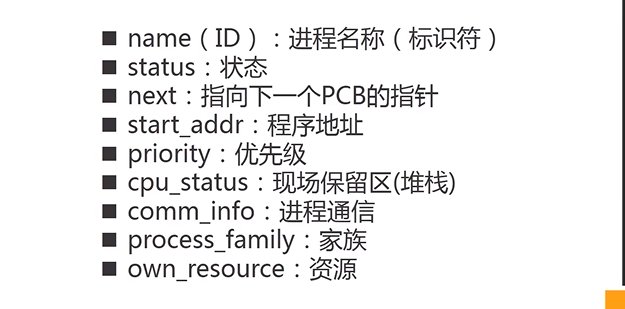 ■ name（ID）：进程名称（标识符）
■ status：状态
■ next：指向下一个PCB的指针
■ start_addr：程序地址
■ priority：优先级
■ cpu_status：现场保留区(堆栈)
■ comm_info：进程通信
■ process_family：家族
■ own_resource：资源